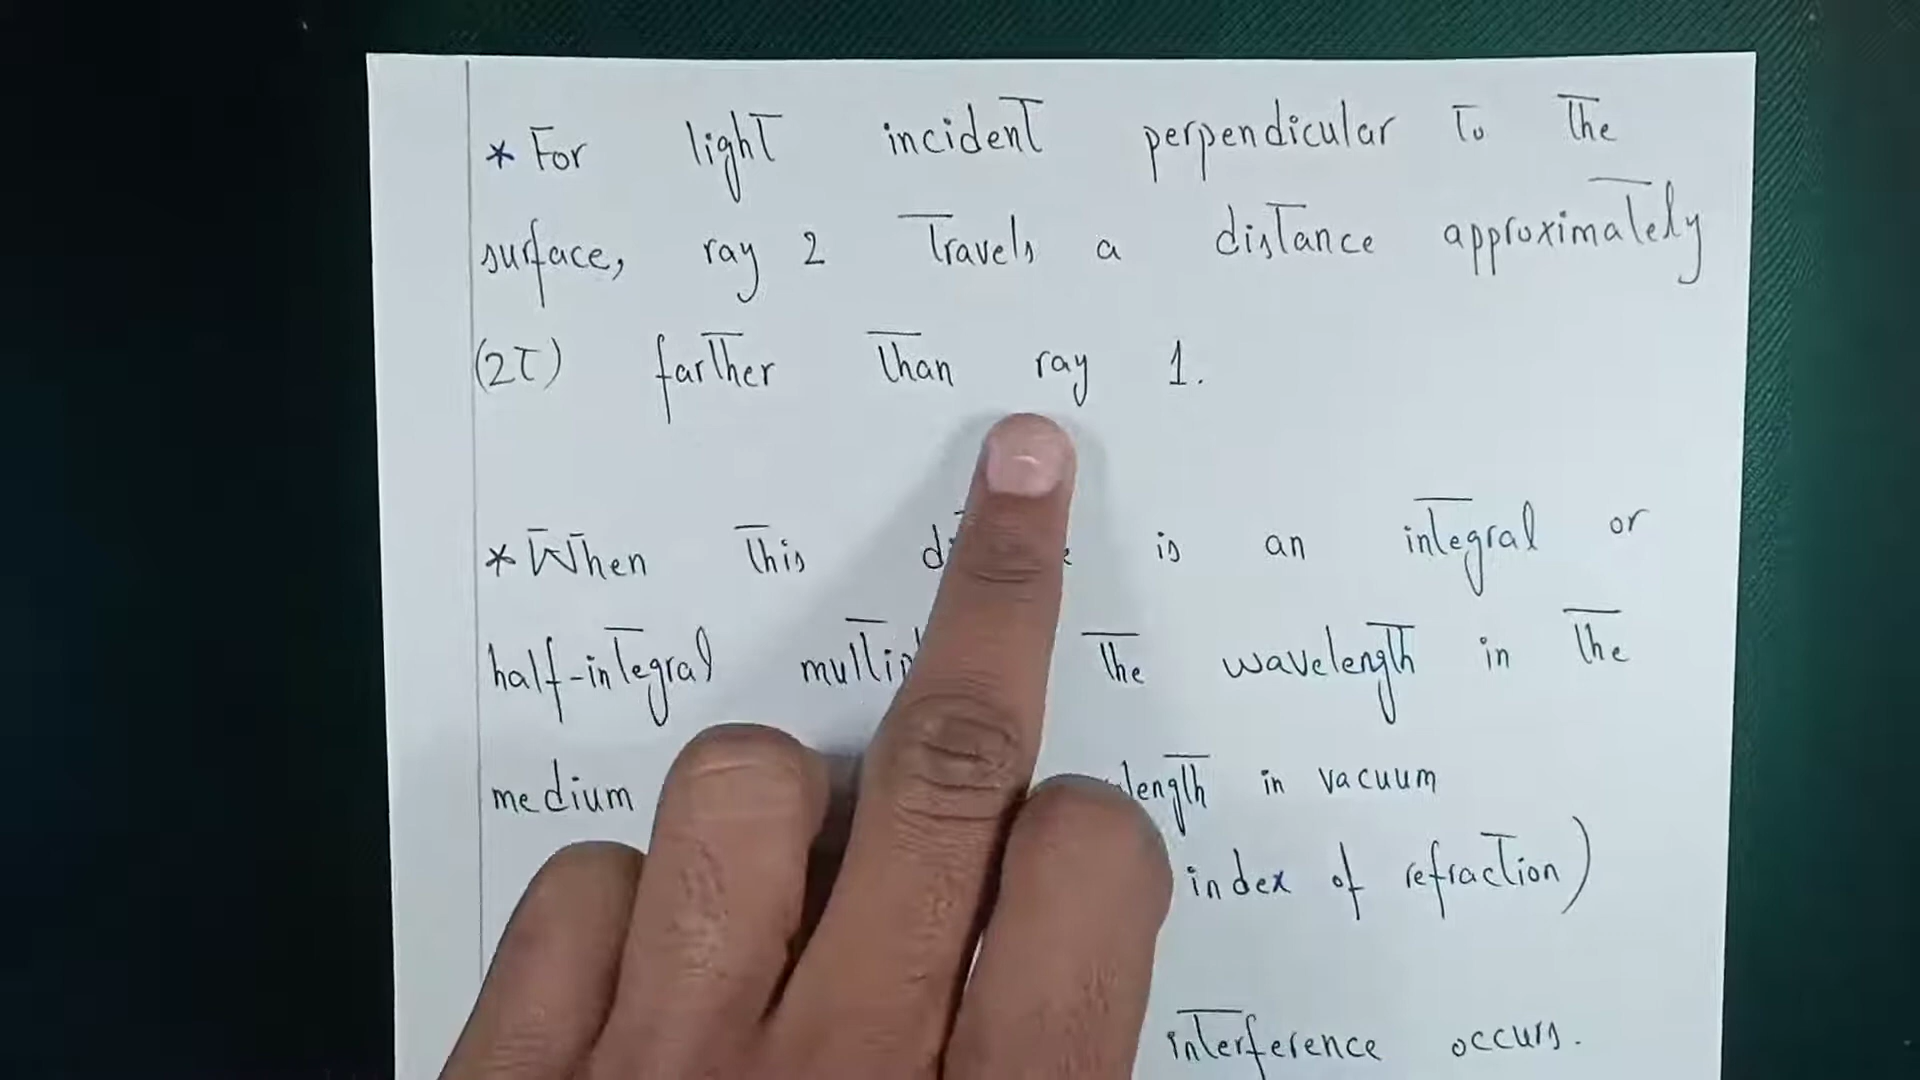 * For light incident perpendicular to the
surface, ray 2 travels a distance approximately
(2t) farther than ray 1.
* When this is an integral or
half-integral the wavelength in the
medium in vacuum
index of refraction)
interference occurs.